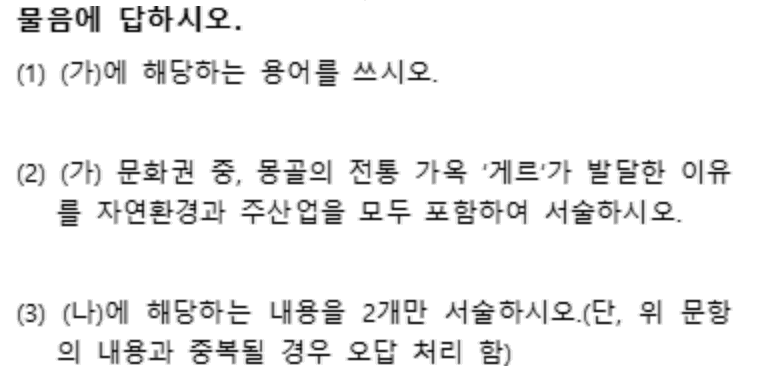 물음에 답하시오.
(1) (가)에 해당하는 용어를 쓰시오.
(2) (가) 문화권 중, 몽골의 전통 가옥 '게르'가 발달한 이유
를 자연환경과 주산업을 모두 포함하여 서술하시오.
(3) (나)에 해당하는 내용을 2개만 서술하시오.(단, 위 문항
의 내용과 중복될 경우 오답 처리 함)